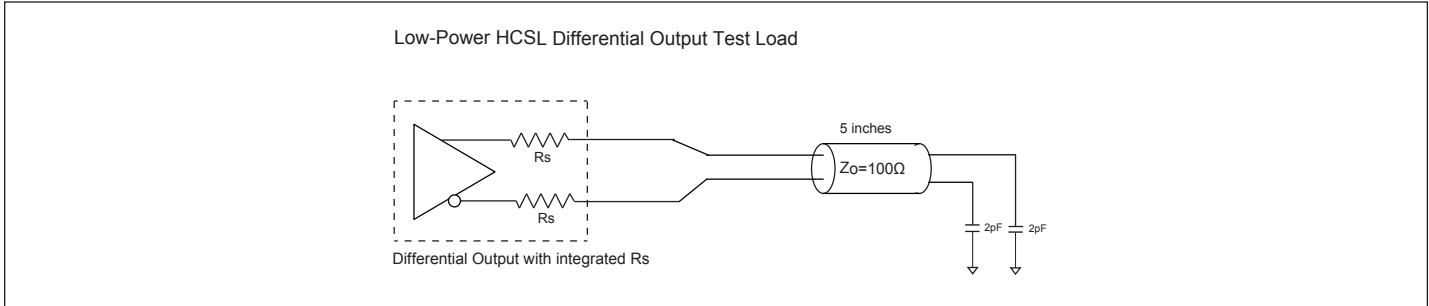 Low-Power HCSL Differential Output Test Load
5 inches
Rs
Zo=100Ω
Rs
2pF
2pF
Differential Output with integrated Rs